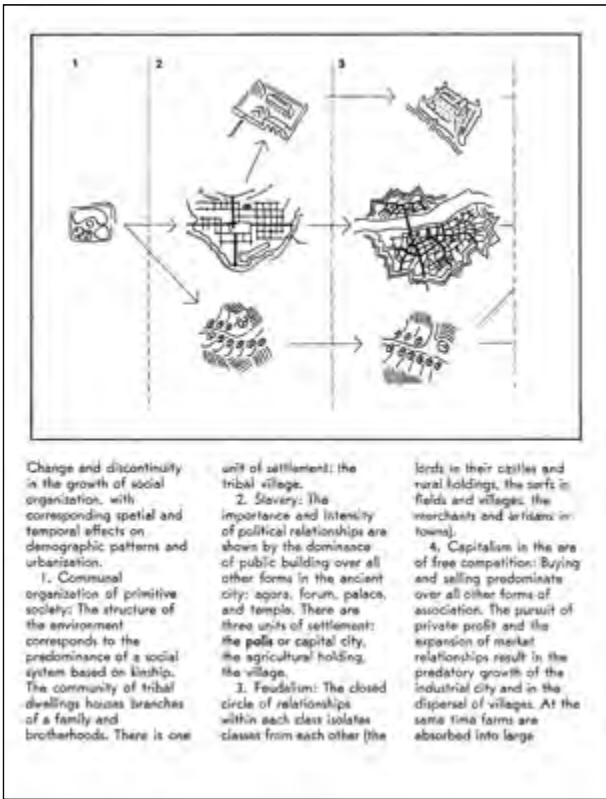 1
2
3
Change and discontinuity
in the growth of social
organization, with
corresponding spatial and
temporal effects on
demographic patterns and
urbanization.
1. Communal
organization of primitive
society: The structure of
the environment
corresponds to the
predominance of a social
system based on kinship.
The community of tribal
dwellings houses branches
of a family and
brotherhoods. There is one
unit of settlement: the
tribal village.
2. Slavery: The
importance and intensity
of political relationships are
shown by the dominance
of public building over all
other forms in the ancient
city: agora, forum, palace,
and temple. There are
three units of settlement:
the polis or capital city,
the agricultural holding,
the village.
3. Feudalism: The closed
circle of relationships
within each class isolates
classes from each other (the
lords in their castles and
rural holdings, the serfs in
fields and villages, the
merchants and artisans in
towns).
4. Capitalism in the era
of free competition: Buying
and selling predominate
over all other forms of
association. The pursuit of
private profit and the
expansion of market
relationships result in the
predatory growth of the
industrial city and in the
dispersal of villages. At the
same time farms are
absorbed into large